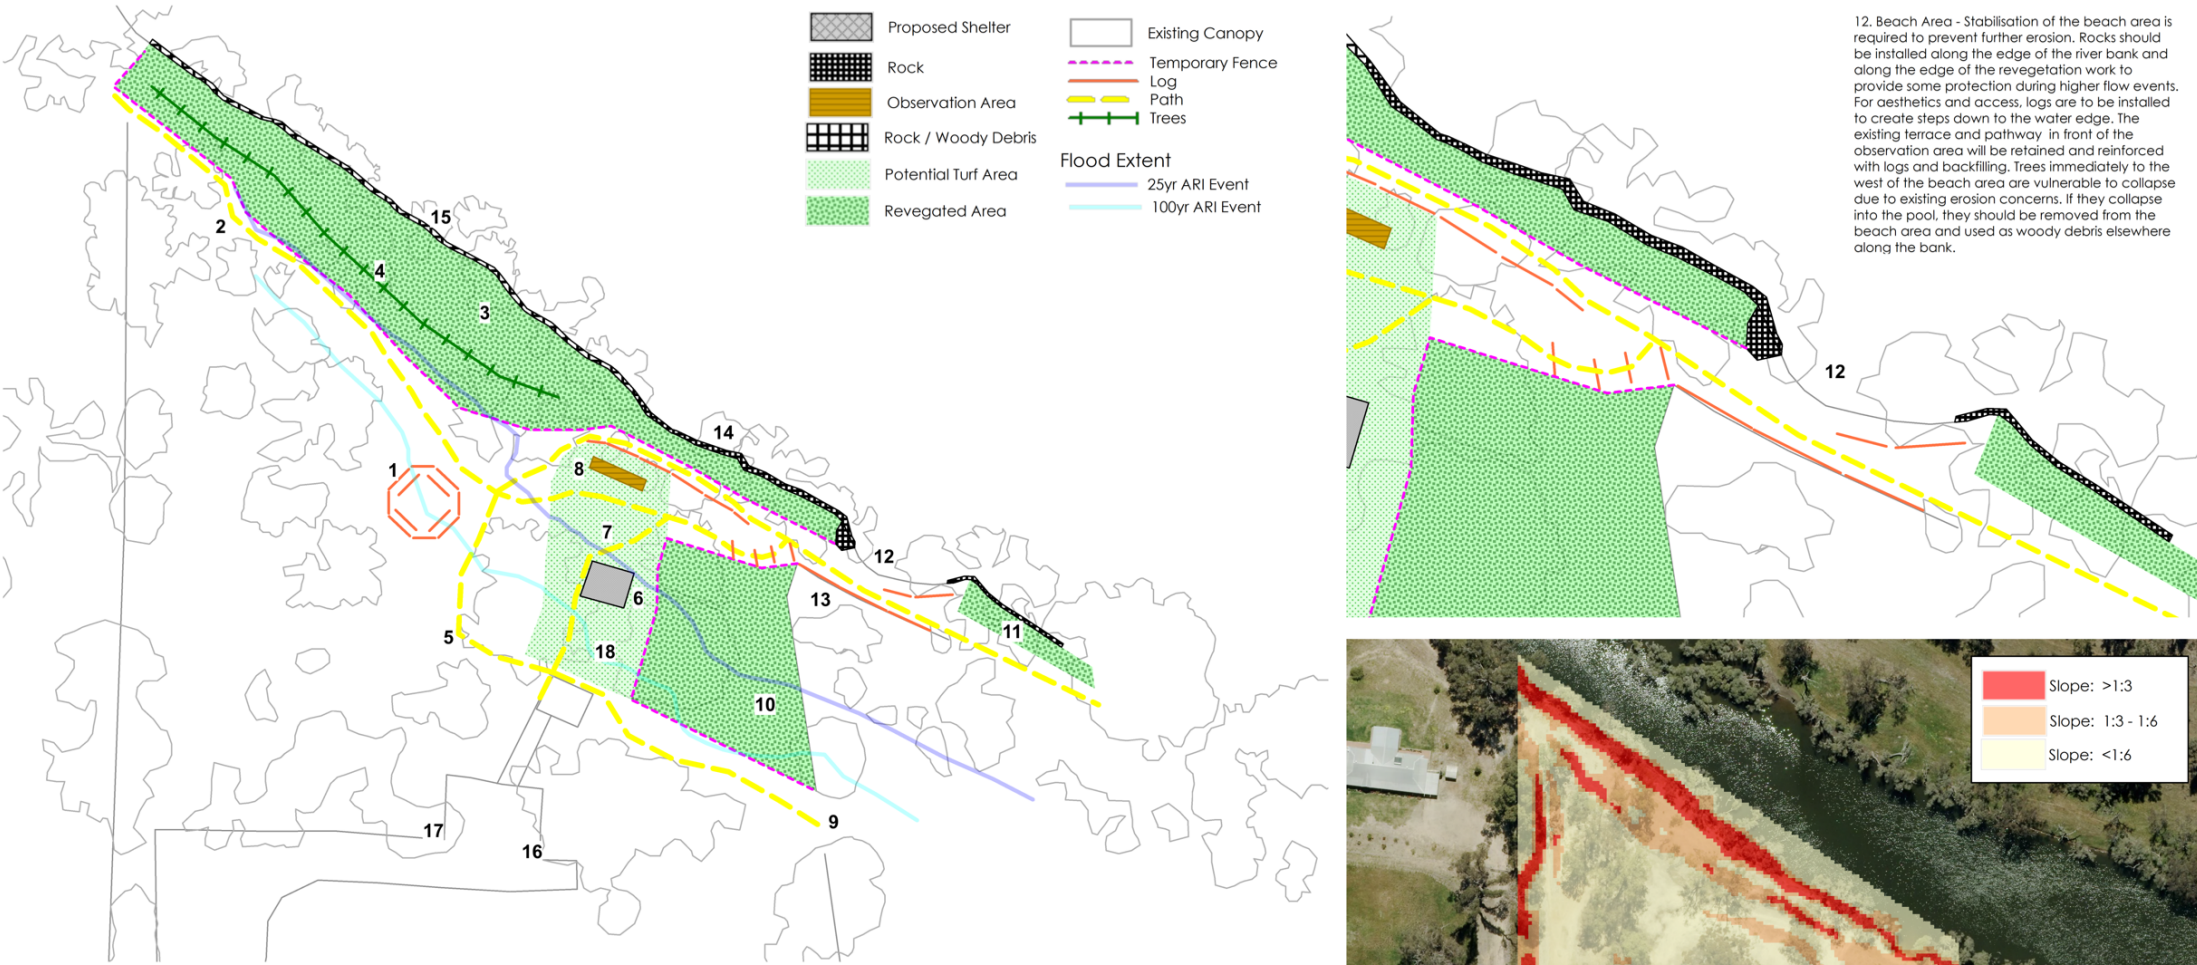 Proposed Shelter
Rock
Observation Area
Rock / Woody Debris
Potential Turf Area
Revegated Area
Existing Canopy
Temporary Fence
Log
Path
Trees
Flood Extent
25yr ARI Event
100yr ARI Event
15
2
4
3
14
8
1
7
12
6
13
5
11
18
10
9
17
16
12. Beach Area - Stabilisation of the beach area is
required to prevent further erosion. Rocks should
be installed along the edge of the river bank and
along the edge of the revegetation work to
provide some protection during higher flow events.
For aesthetics and access, logs are to be installed
to create steps down to the water edge. The
existing terrace and pathway in front of the
observation area will be retained and reinforced
with logs and backfilling. Trees immediately to the
west of the beach area are vulnerable to collapse
due to existing erosion concerns. If they collapse
into the pool, they should be removed from the
beach area and used as woody debris elsewhere
along the bank.
12
Slope: >1:3
Slope: 1:3 - 1:6
Slope: <1:6